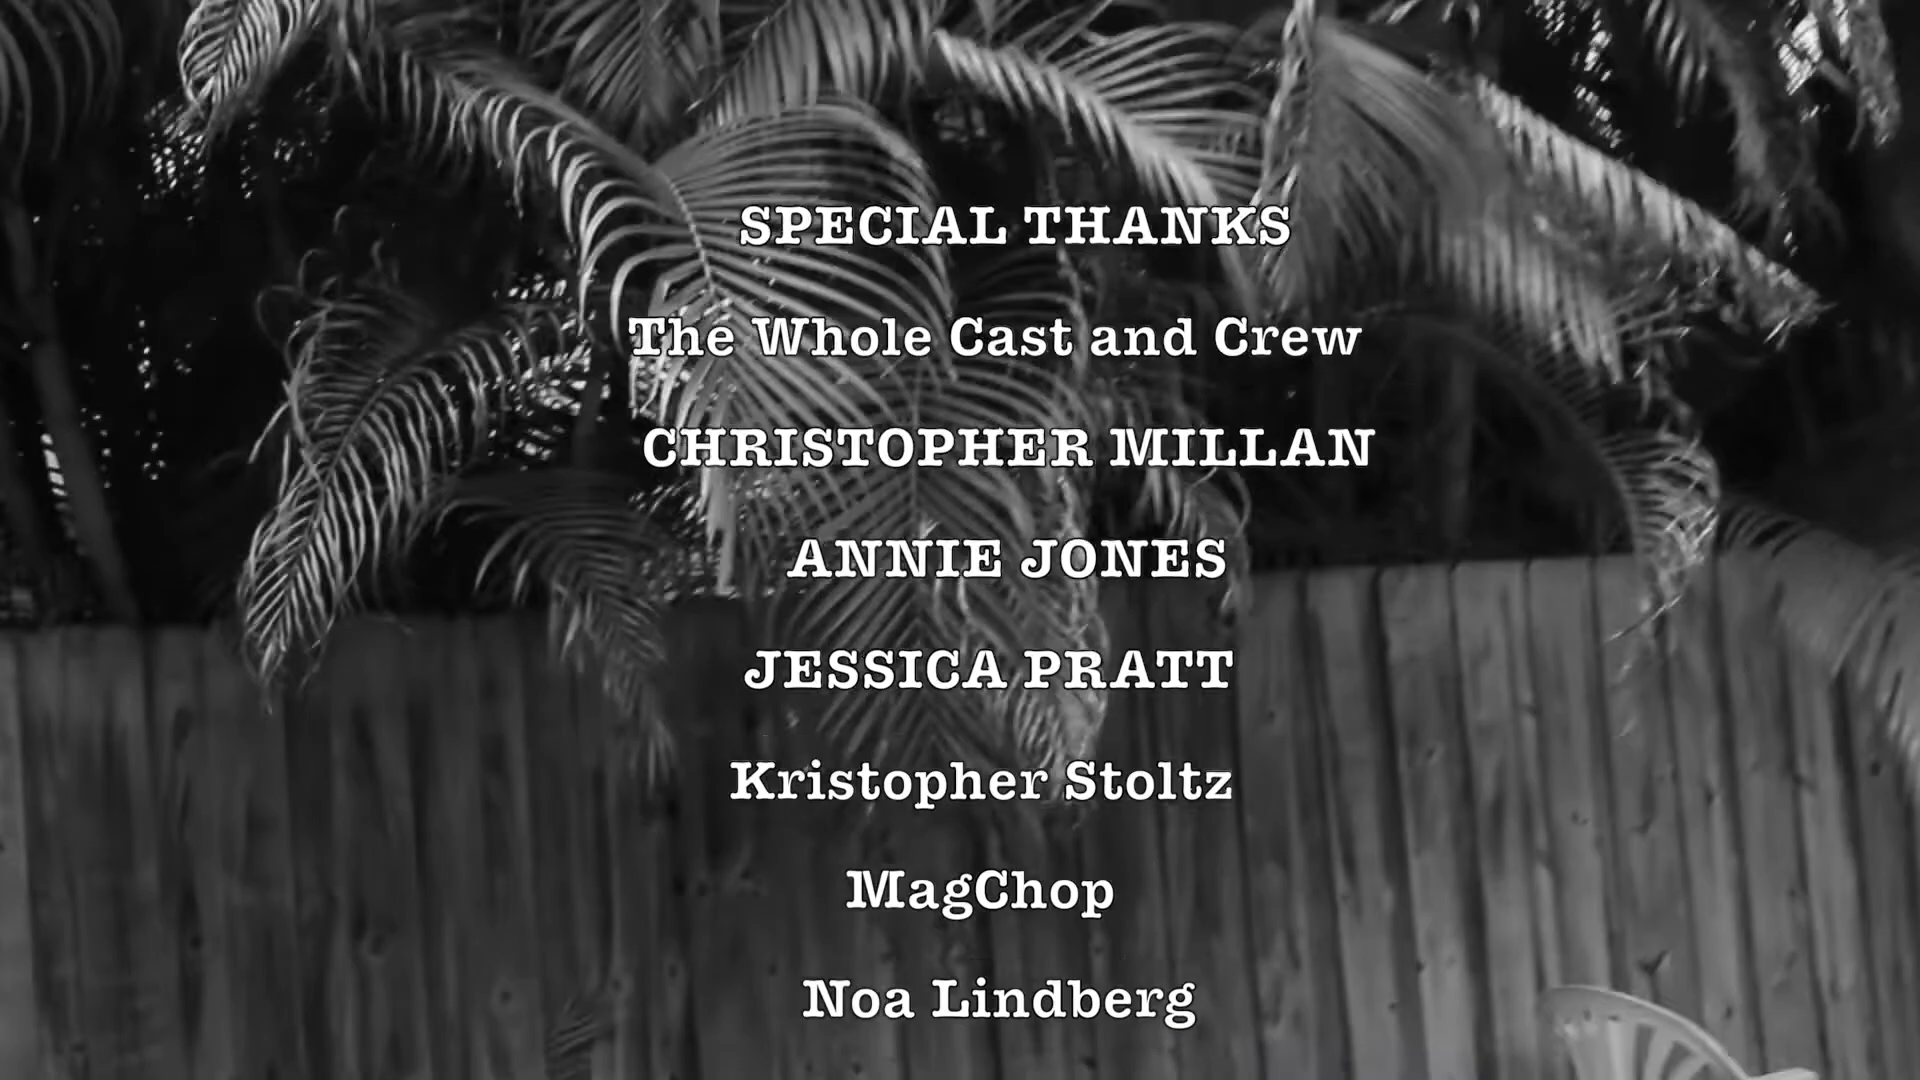 SPECIAL THANKS
The Whole Cast and Crew
CHRISTOPHER MILLAN
ANNIE JONES
JESSICA PRATT
Kristopher Stoltz
MagChop
Noa Lindberg